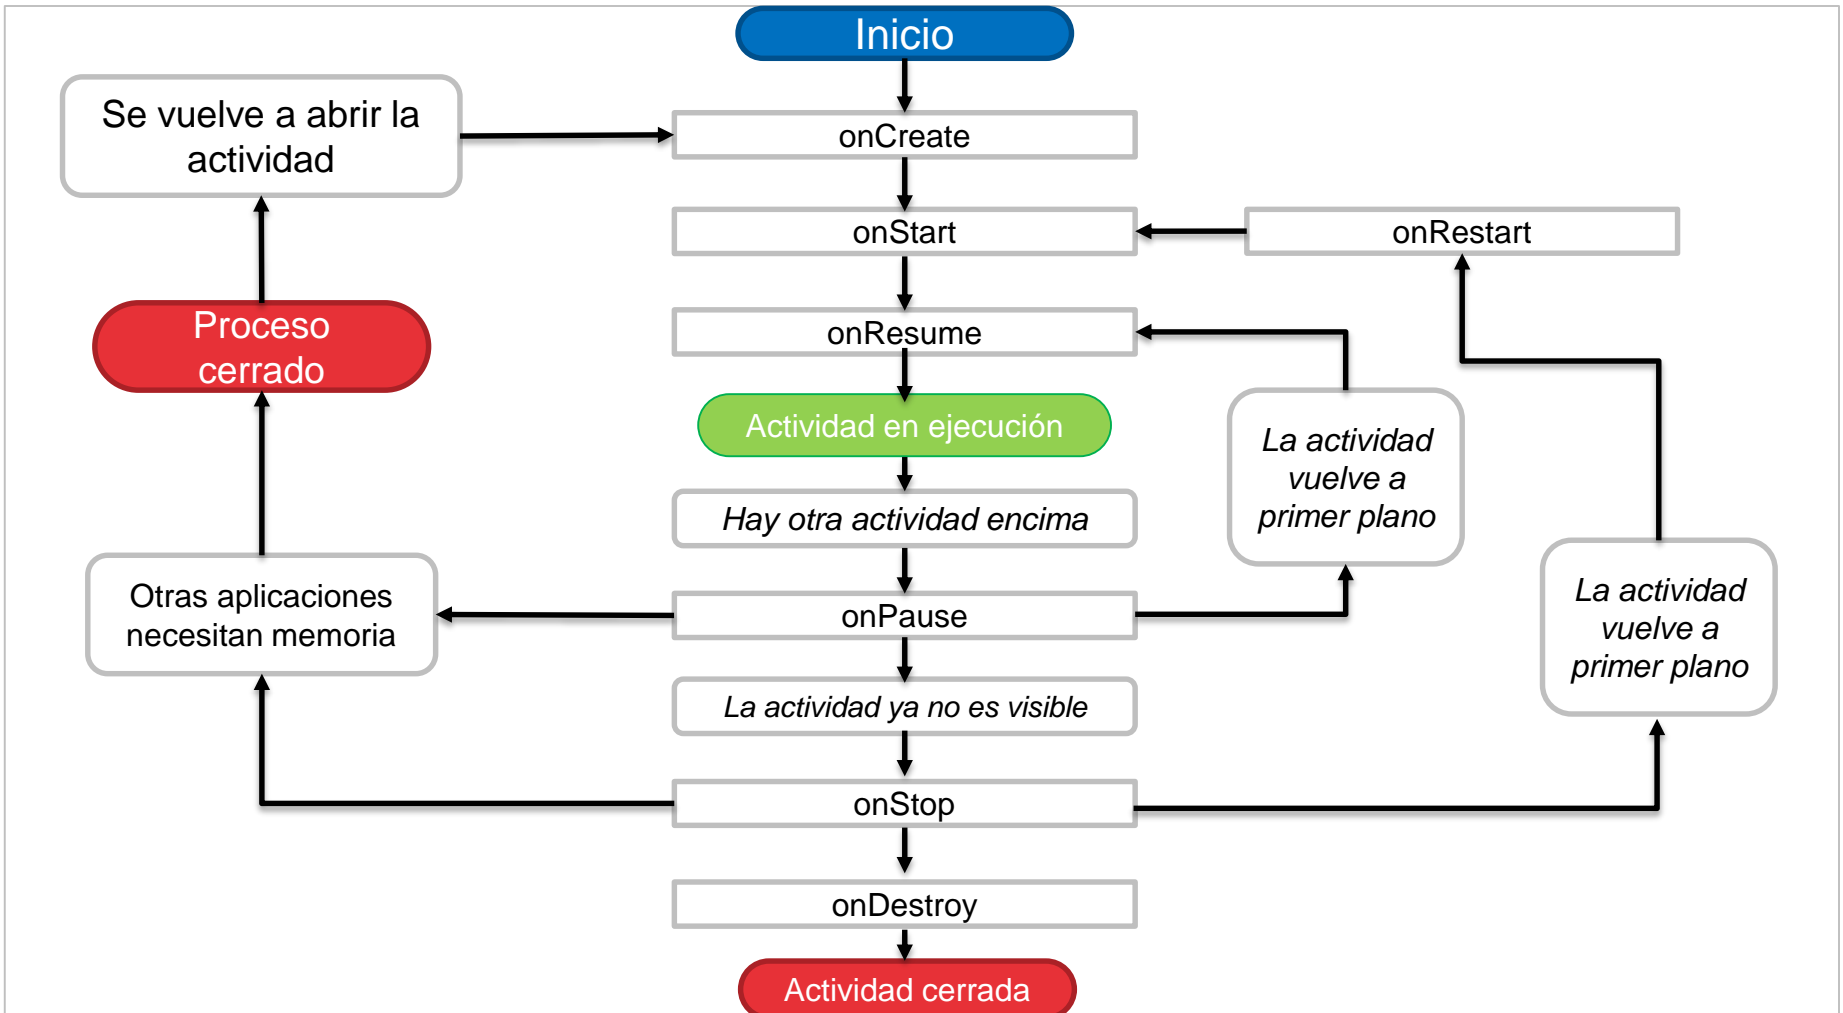 Inicio
Se vuelve a abrir la
actividad
onCreate
onStart
onRestart
Proceso
cerrado
onResume
Actividad en ejecución
La actividad
vuelve a
primer plano
Hay otra actividad encima
Otras aplicaciones
necesitan memoria
onPause
La actividad
vuelve a
primer plano
La actividad ya no es visible
onStop
onDestroy
Actividad cerrada